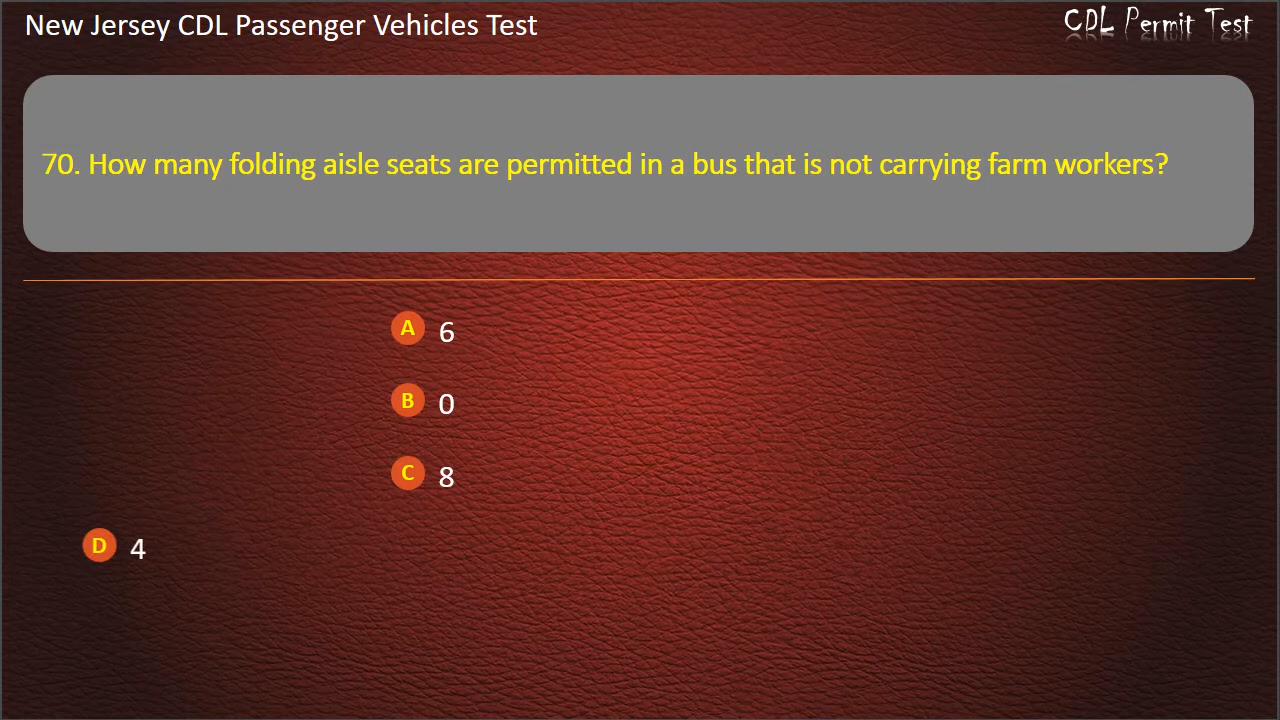 New Jersey CDL Passenger Vehicles Test
CDL Permit Test
70. How many folding aisle seats are permitted in a bus that is not carrying farm workers?
A 6
B 0
C 8
D 4